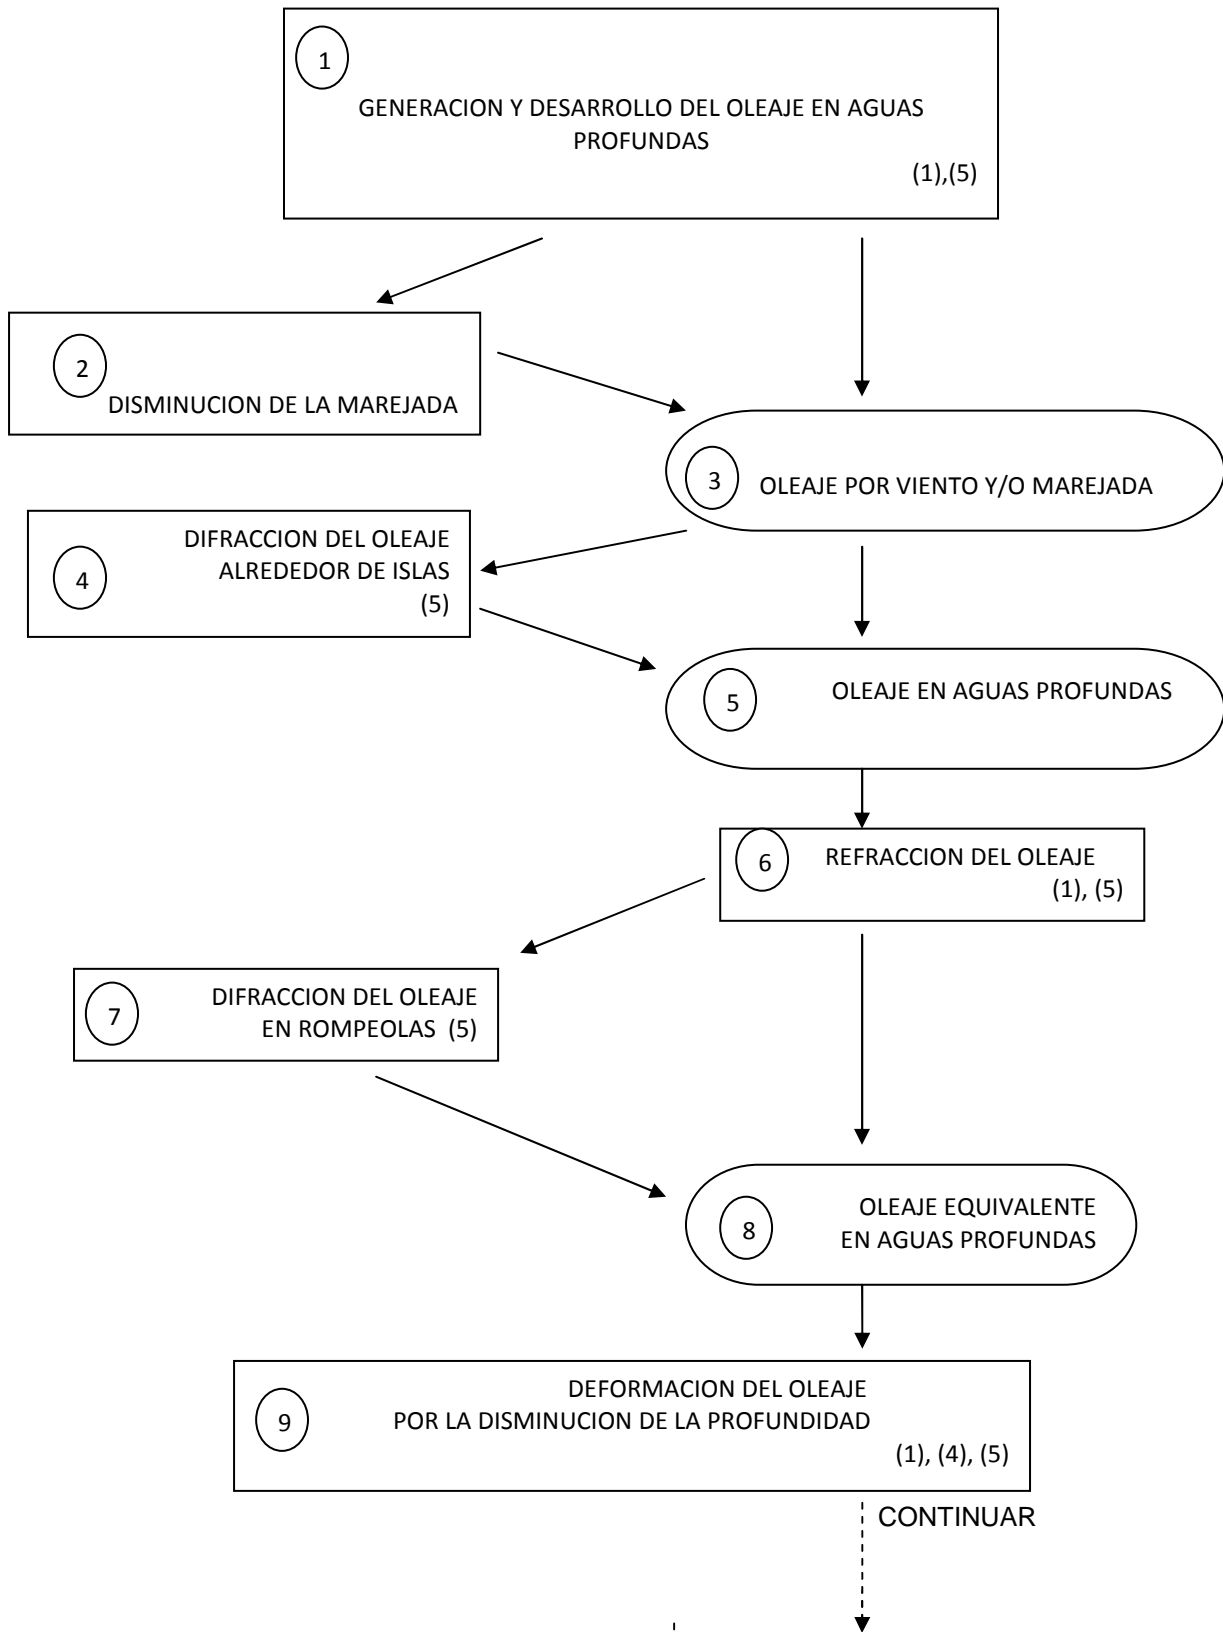 1
GENERACION Y DESARROLLO DEL OLEAJE EN AGUAS
PROFUNDAS
(1),(5)
2
DISMINUCION DE LA MAREJADA
3
OLEAJE POR VIENTO Y/O MAREJADA
DIFRACCION DEL OLEAJE
ALREDEDOR DE ISLAS
4
(5)
OLEAJE EN AGUAS PROFUNDAS
5
REFRACCION DEL OLEAJE
6
(1), (5)
DIFRACCION DEL OLEAJE
7
EN ROMPEOLAS (5)
OLEAJE EQUIVALENTE
8
EN AGUAS PROFUNDAS
DEFORMACION DEL OLEAJE
9
POR LA DISMINUCION DE LA PROFUNDIDAD
(1), (4), (5)
CONTINUAR